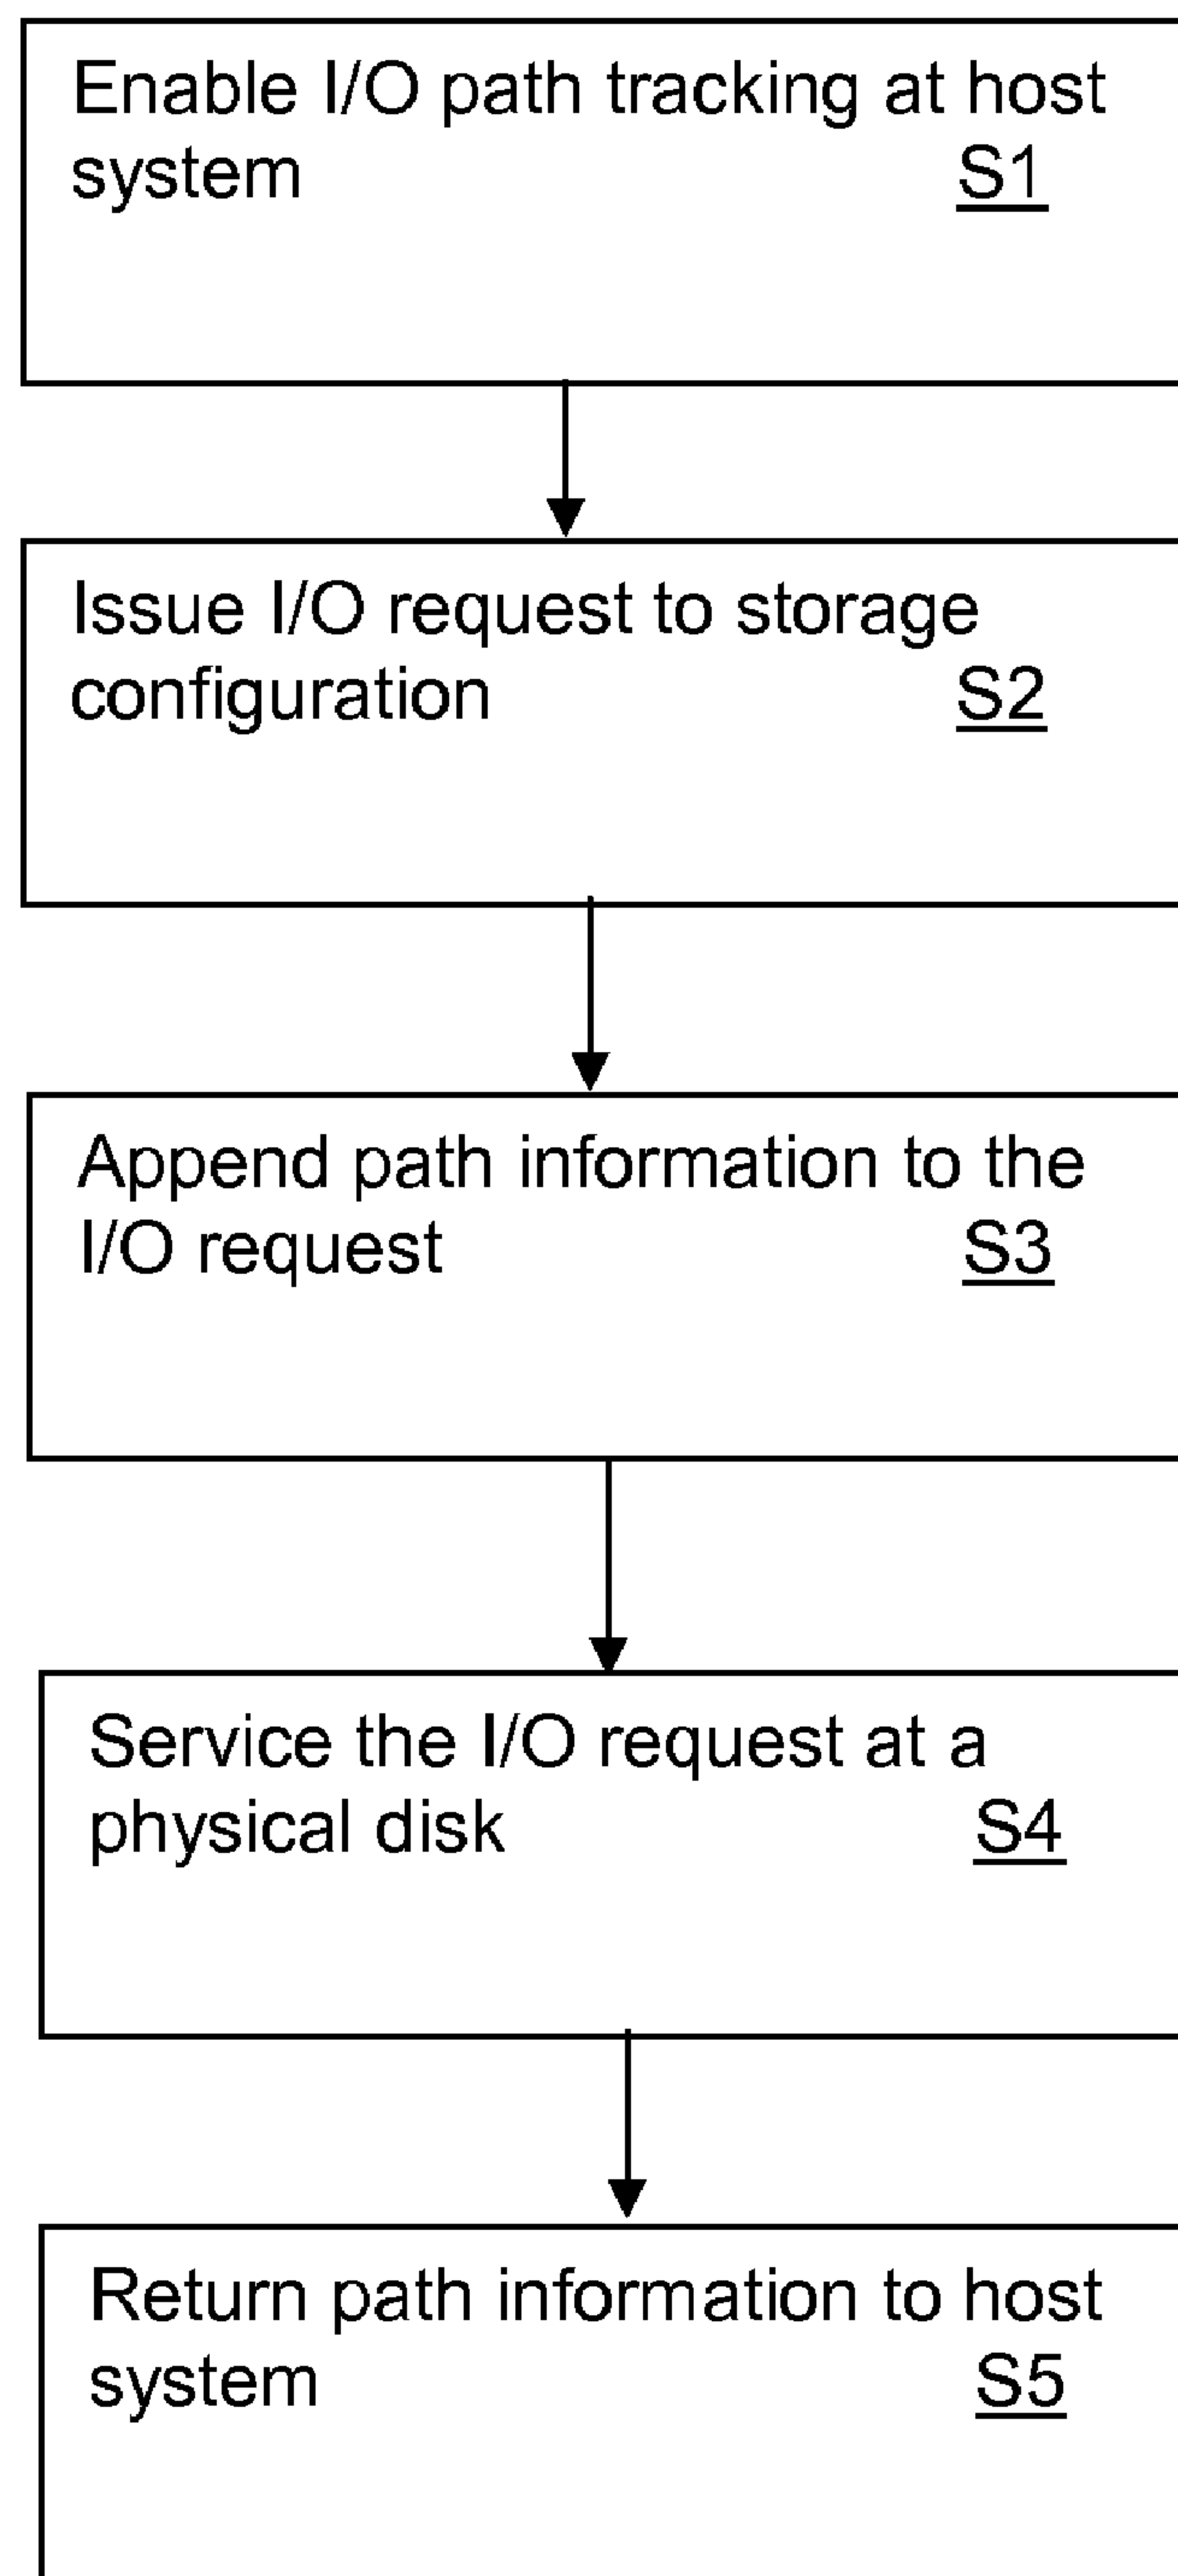 Enable I/O path tracking at host
system S1
Issue I/O request to storage
configuration S2
Append path information to the
I/O request S3
Service the I/O request at a
physical disk S4
Return path information to host
system S5